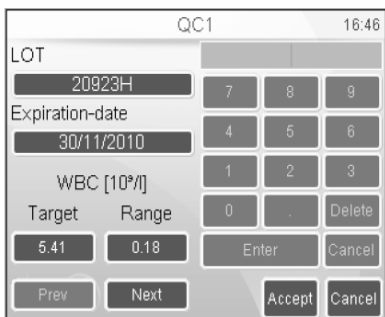 QC1 16:46
LOT
20923H
Expiration-date
30/11/2010
WBC [10⁹/l]
Target Range
5.41 0.18
Prev Next
7 8 9
4 5 6
1 2 3
0 . Delete
Enter Cancel
Accept Cancel